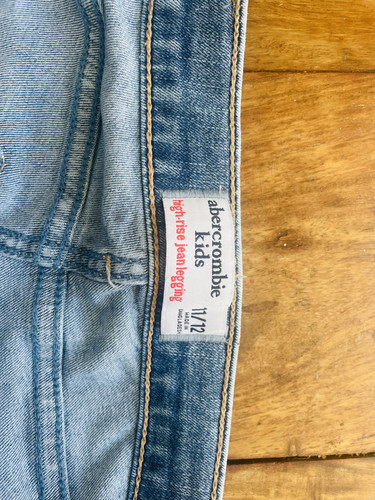 abercrombie
kids
high-rise jean legging
11/12
MADE IN
BANGLADESH